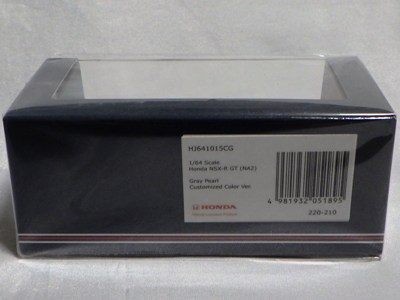 HJ641015CG
1/64 Scale
Honda NSX-R GT (NA2)
Gray Pearl
Customized Color Ver.
HONDA
4 981932 051895
220-210